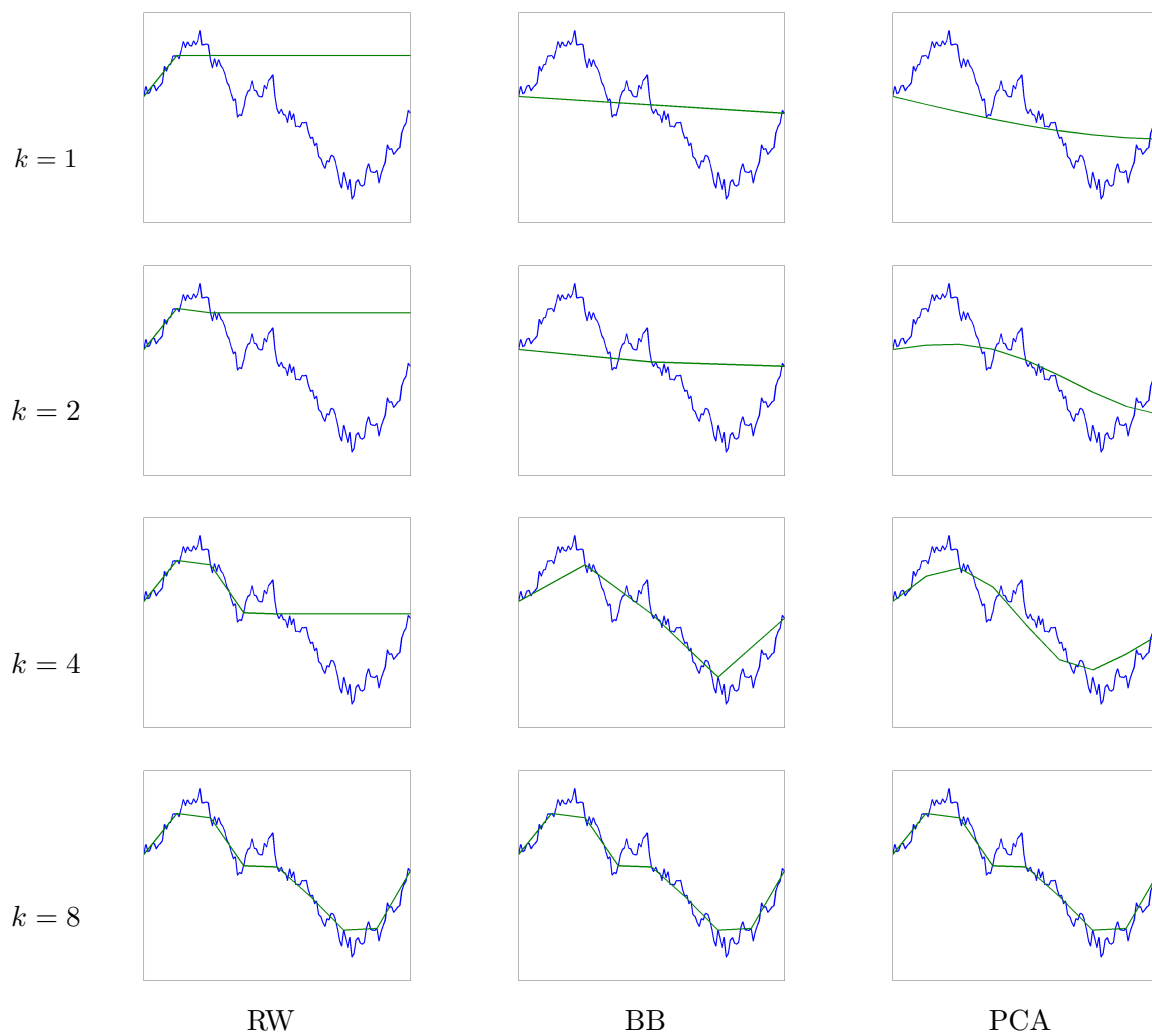 k = 1
k = 2
k = 4
k = 8
RW BB PCA